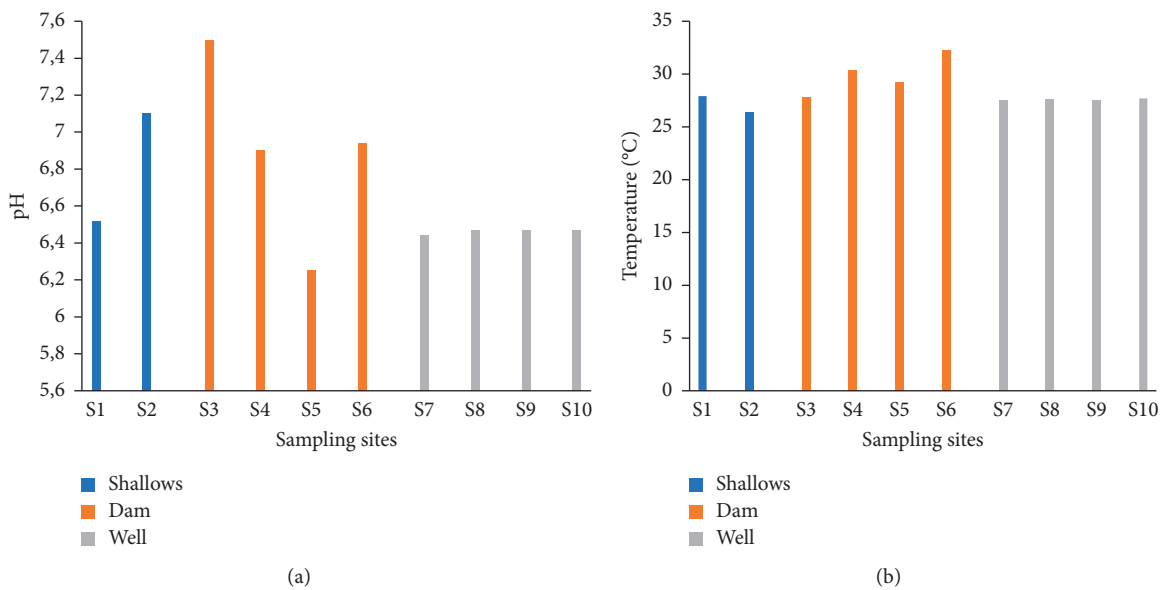 7,6
7,4
7,2
7
6,8
6,6
6,4
6,2
6
5,8
5,6
pH
S1 S2 S3 S4 S5 S6 S7 S8 S9 S10
Sampling sites
Shallows
Dam
Well
(a)
35
30
25
20
15
10
5
0
Temperature (°C)
S1 S2 S3 S4 S5 S6 S7 S8 S9 S10
Sampling sites
Shallows
Dam
Well
(b)